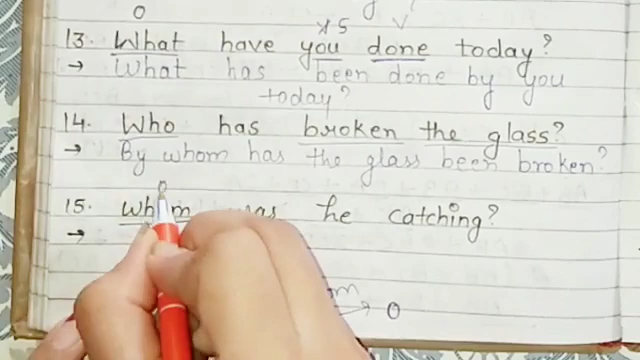 O
*S V
13. What have you done today?
→ What has been done by you
today?
14. Who has broken the glass?
→ By whom has the glass been broken?
O
15. whom was he catching?
→
→ O